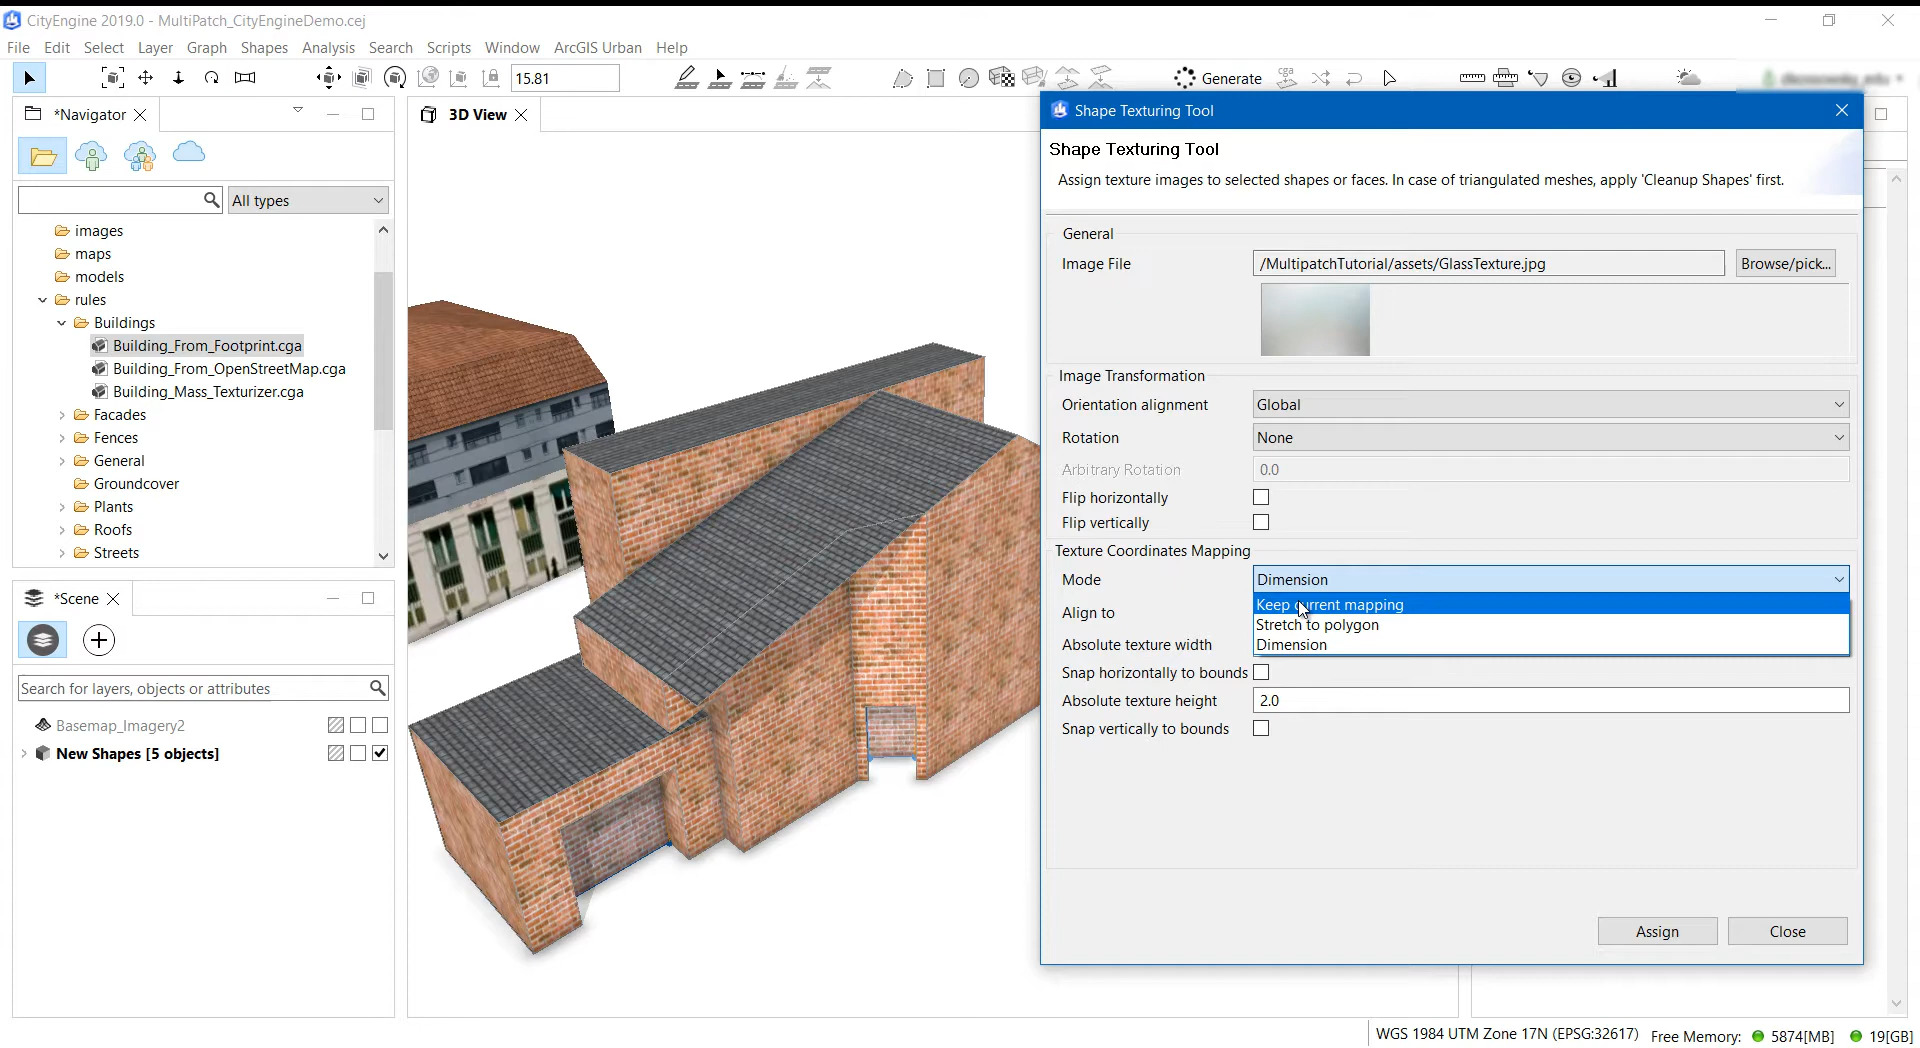 CityEngine 2019.0 - MultiPatch_CityEngineDemo.cej
File Edit Select Layer Graph Shapes Analysis Search Scripts Window ArcGIS Urban Help
15.81
Generate
cga
*Navigator
3D View
All types
images
maps
models
rules
Buildings
Building_From_Footprint.cga
Building_From_OpenStreetMap.cga
Building_Mass_Texturizer.cga
Facades
Fences
General
Groundcover
Plants
Roofs
Streets
*Scene
Search for layers, objects or attributes
Basemap_Imagery2
New Shapes [5 objects]
Shape Texturing Tool
Shape Texturing Tool
Assign texture images to selected shapes or faces. In case of triangulated meshes, apply 'Cleanup Shapes' first.
General
Image File /MultipatchTutorial/assets/GlassTexture.jpg Browse/pick...
Image Transformation
Orientation alignment Global
Rotation None
Arbitrary Rotation 0.0
Flip horizontally
Flip vertically
Texture Coordinates Mapping
Mode Dimension
Keep current mapping
Align to
Stretch to polygon
Absolute texture width
Dimension
Snap horizontally to bounds
Absolute texture height 2.0
Snap vertically to bounds
Assign Close
WGS 1984 UTM Zone 17N (EPSG:32617) Free Memory: 5874[MB] 19[GB]